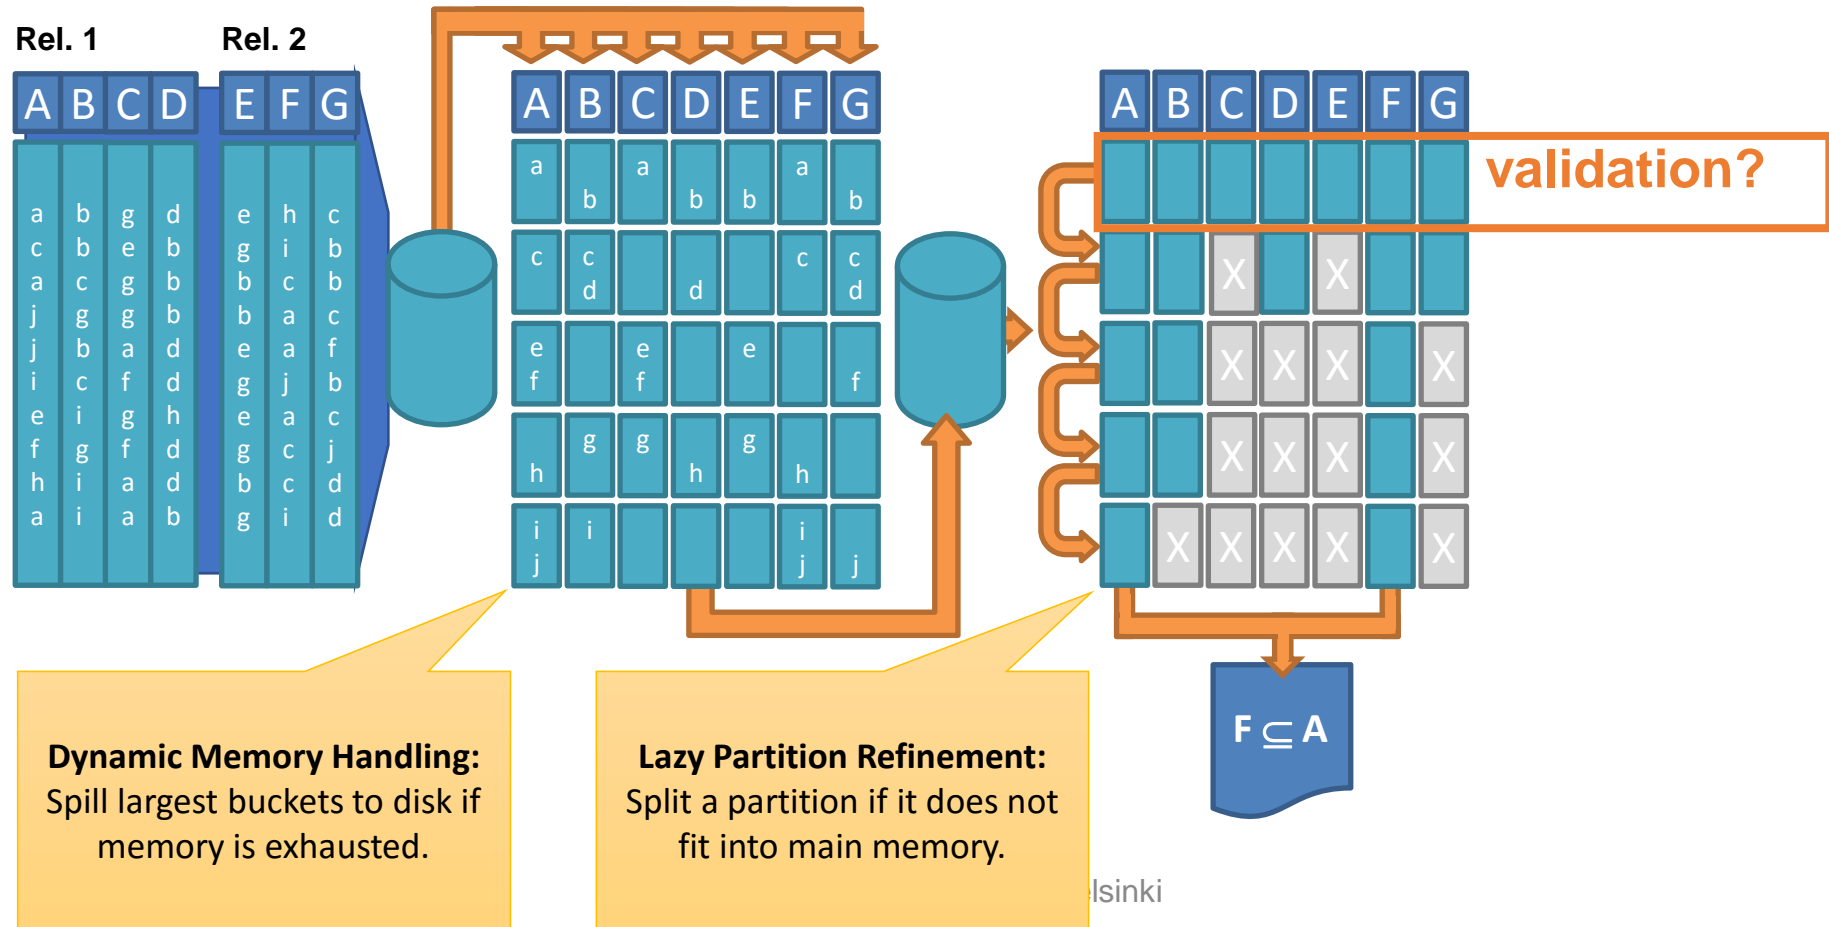 Rel. 1 Rel. 2
A B C D E F G
a b g d e h c
c b e b g i b
a c g b b c b
j g g b b a c
j b a d e a f
i c f d g j b
e i g h e a c
f g f d g c j
h i a d b c d
a i a b g i d
A B C D E F G
a a a
b b b b
c c c c
d d d
e e e
f f f
g g g
h h h
i i i
j j j
A B C D E F G
validation?
X X
X X X X
X X X X
X X X X X
F ⊆ A
Dynamic Memory Handling:
Spill largest buckets to disk if
memory is exhausted.
Lazy Partition Refinement:
Split a partition if it does not
fit into main memory.
lsinki